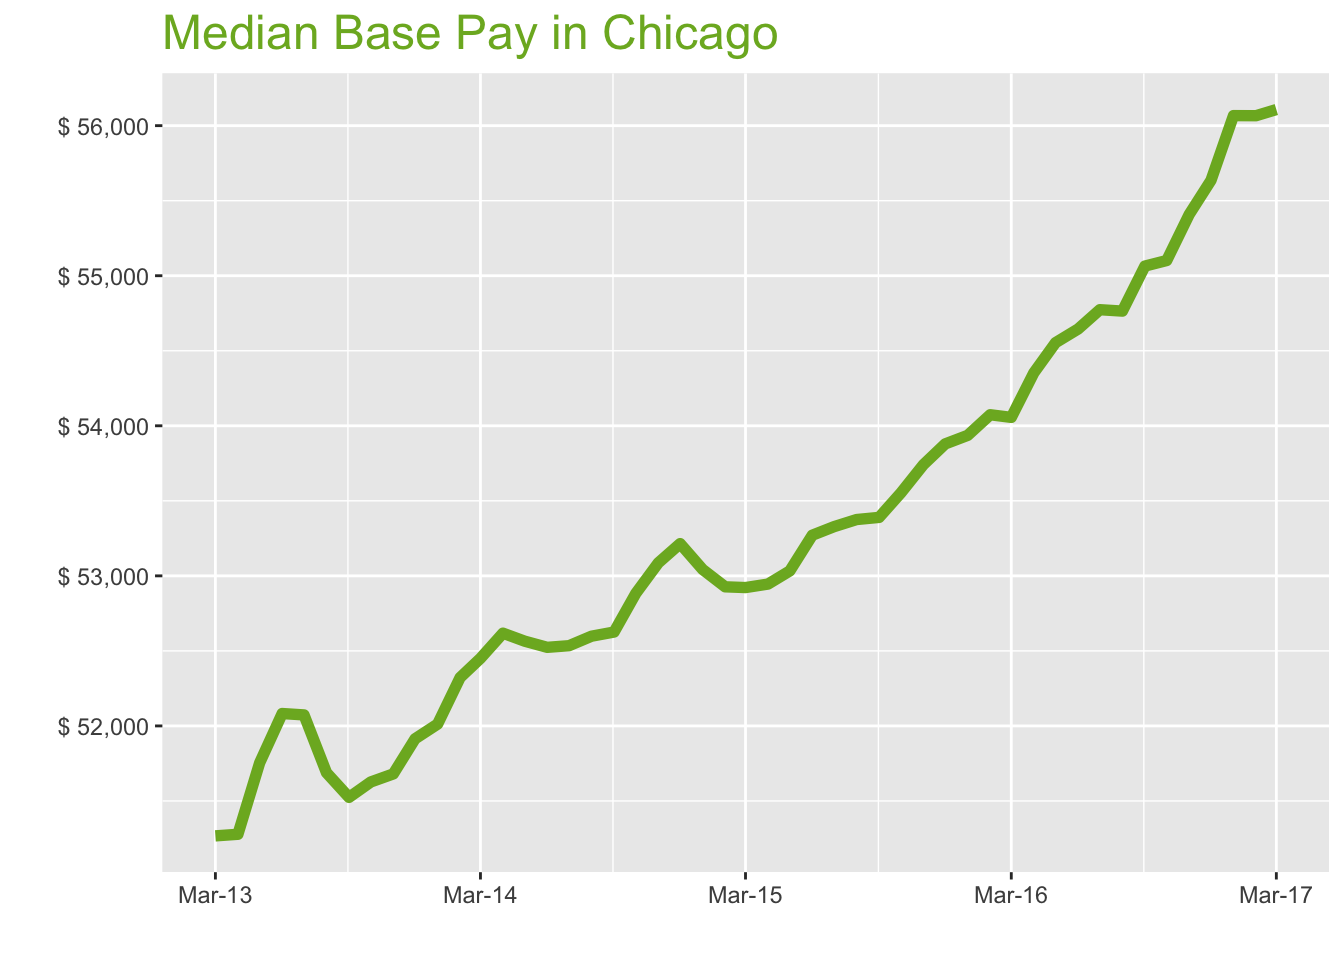 Median Base Pay in Chicago
$ 56,000
$ 55,000
$ 54,000
$ 53,000
$ 52,000
Mar-13 Mar-14 Mar-15 Mar-16 Mar-17